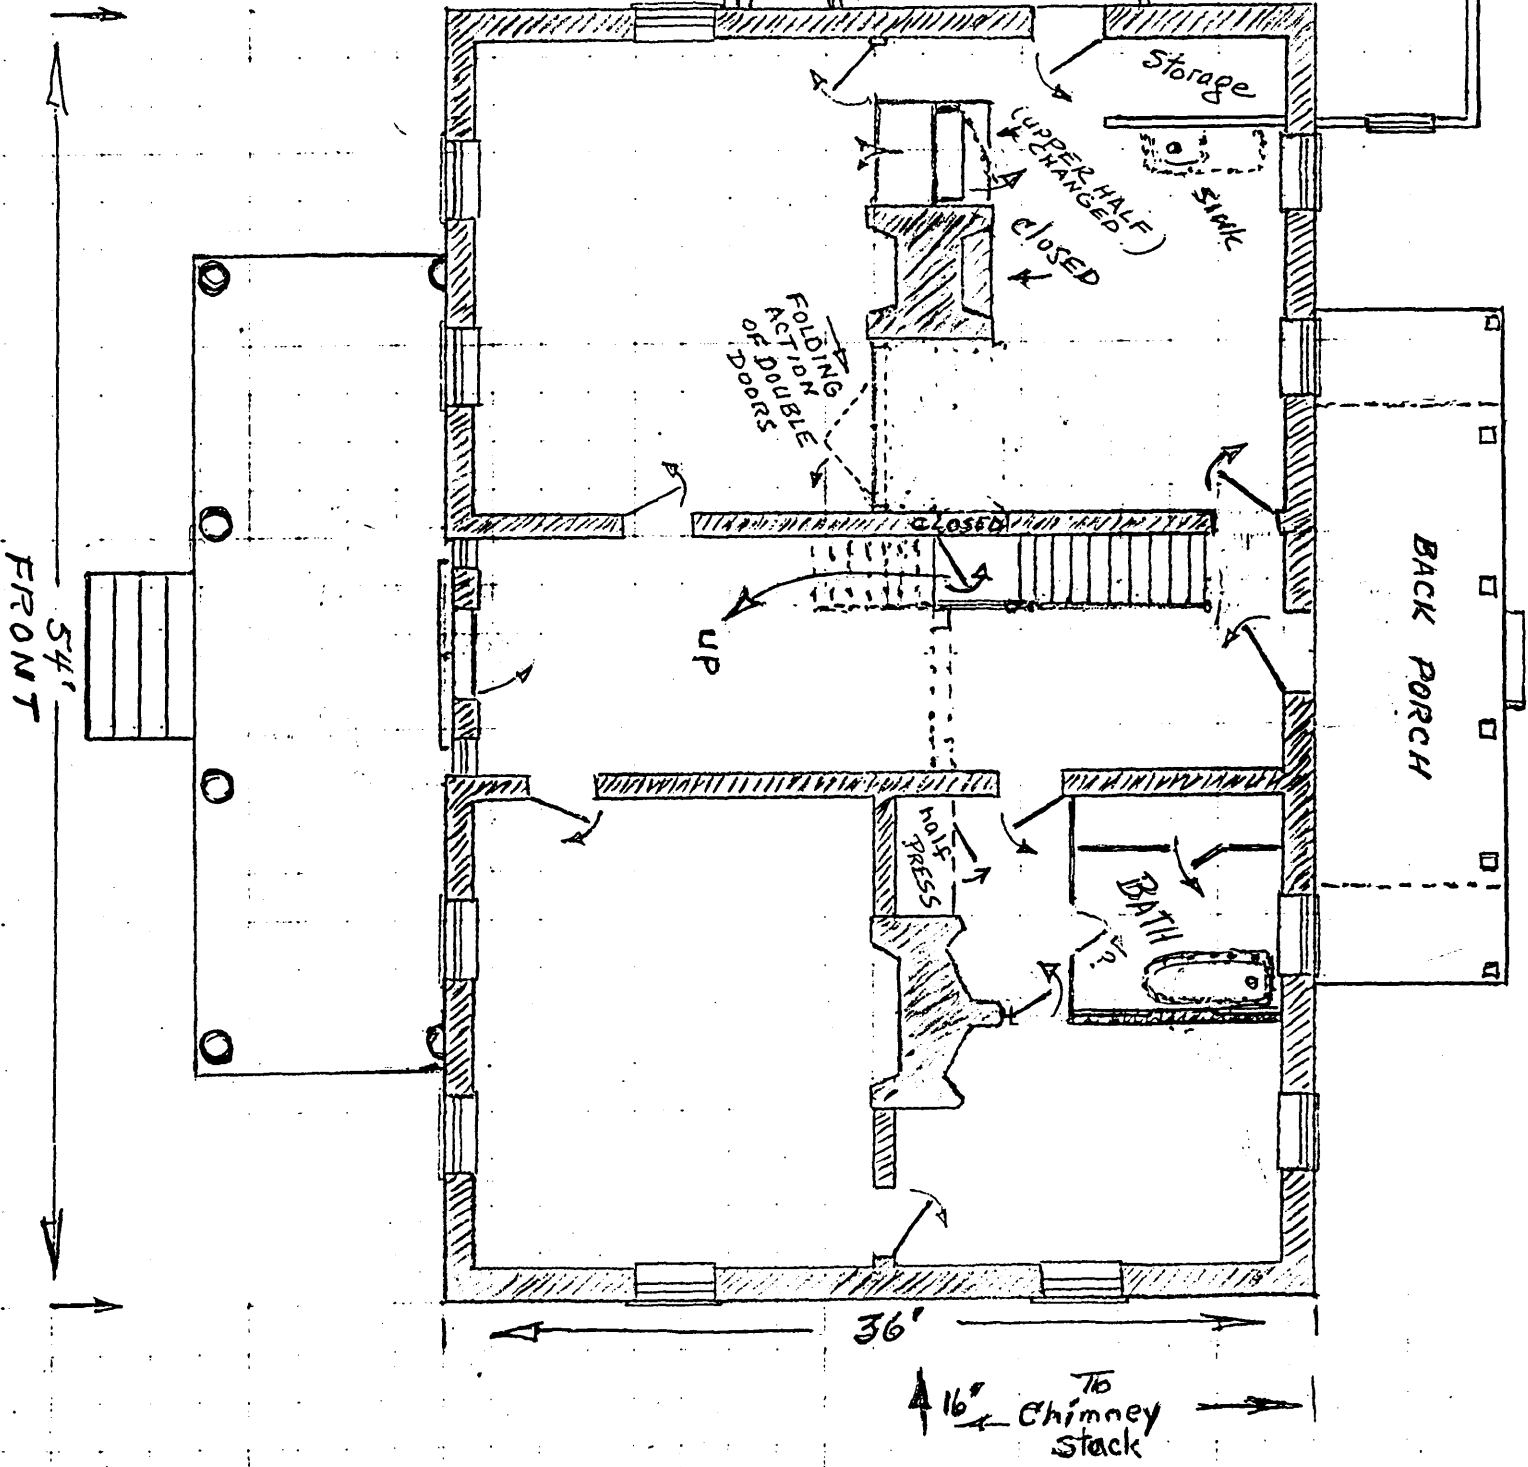 Storage
(UPPER HALF
CHANGED.)
SINK
CLOSED
FOLDING
ACTION
OF DOUBLE
DOORS
CLOSED
UP
BACK PORCH
54'
FRONT
half
PRESS
BATH
?
36'
16"
To
Chimney
Stack